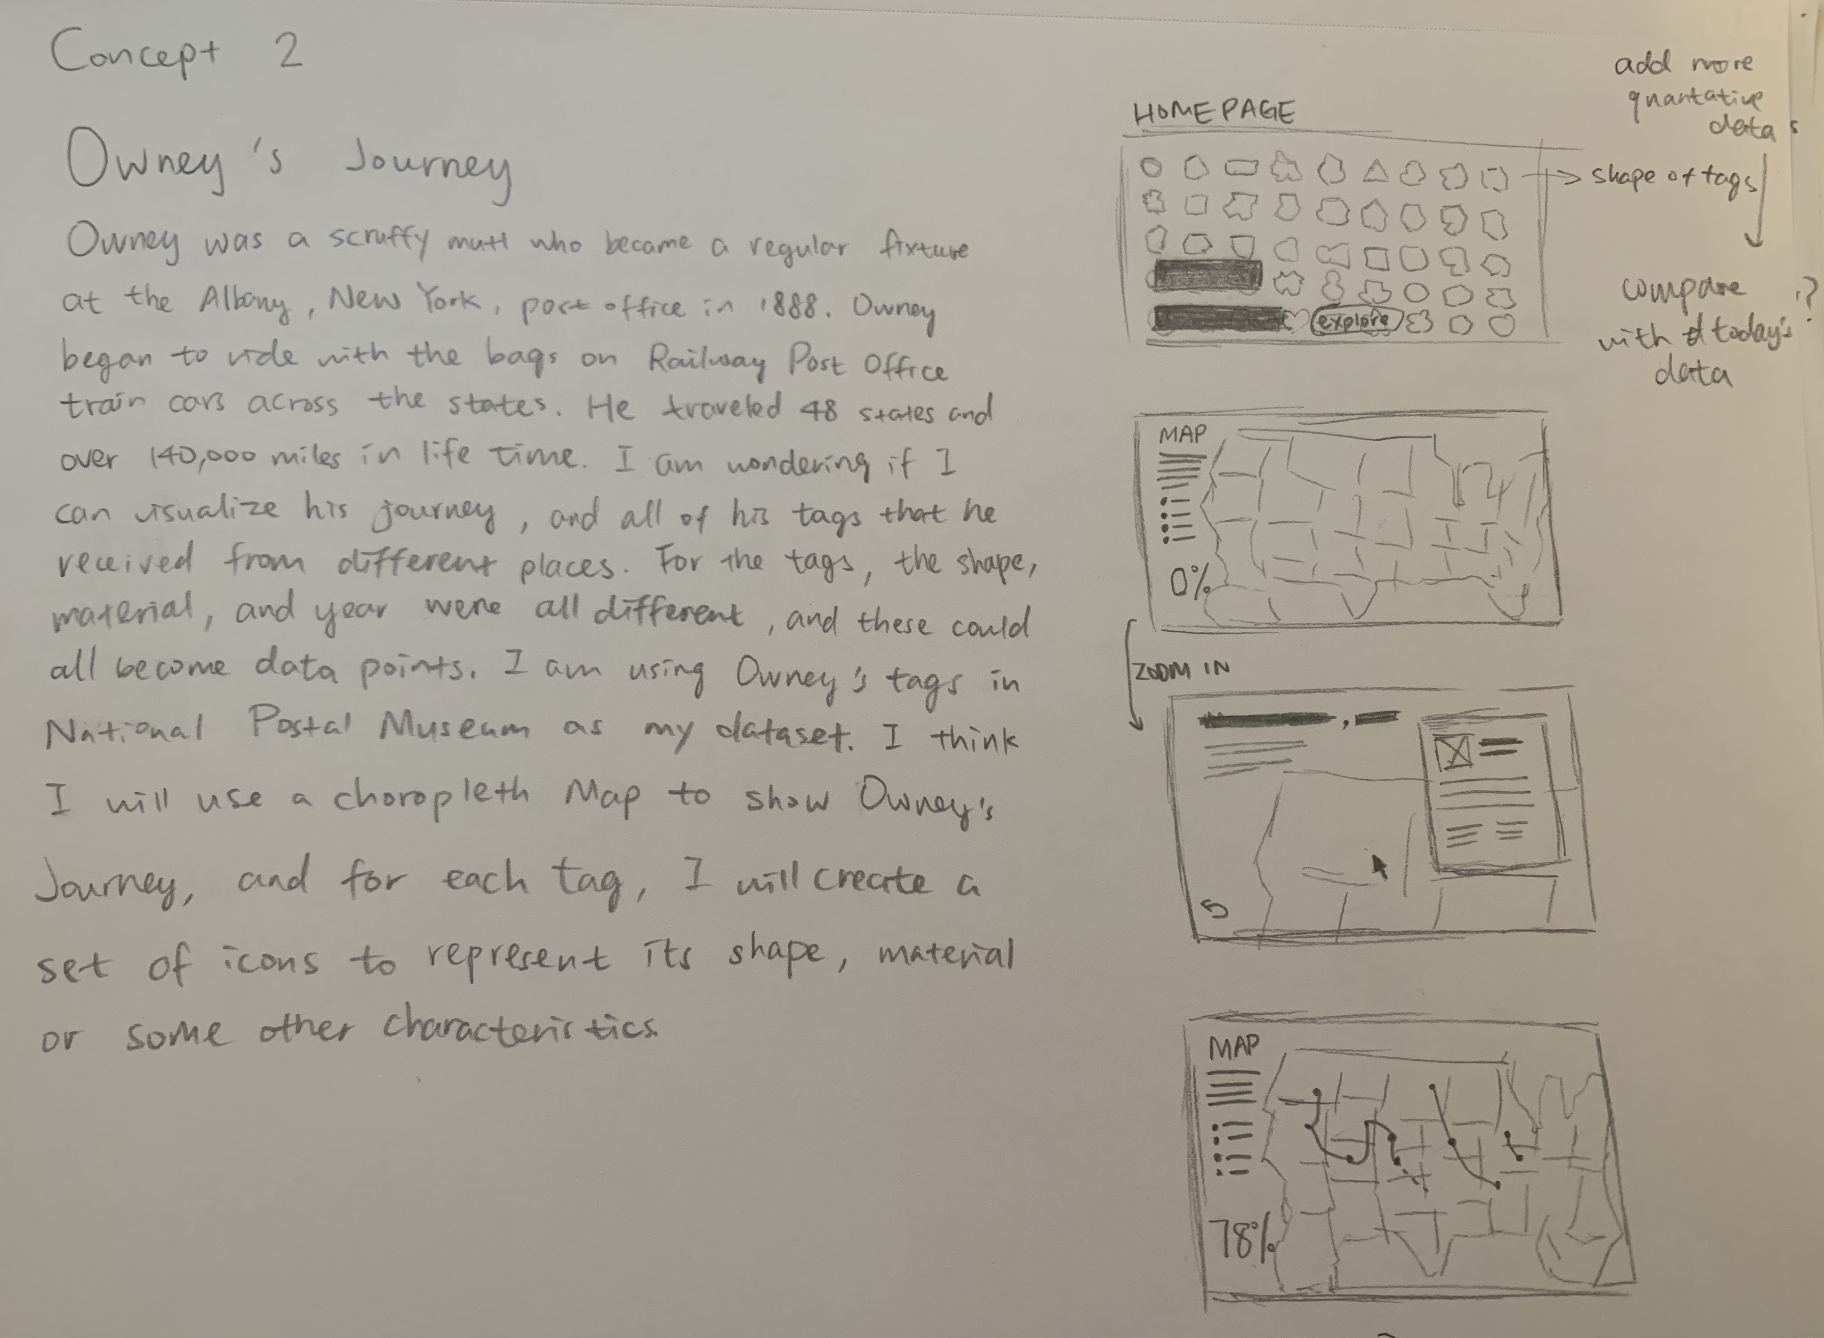 Concept 2
Owney's Journey
Owney was a scruffy mutt who became a regular fixture
at the Albany, New York, post office in 1888. Owney
began to ride with the bags on Railway Post Office
train cars across the states. He traveled 48 states and
over 140,000 miles in life time. I am wondering if I
can visualize his journey, and all of his tags that he
received from different places. For the tags, the shape,
material, and year were all different, and these could
all become data points. I am using Owney's tags in
National Postal Museum as my dataset. I think
I will use a choropleth Map to show Owney's
Journey, and for each tag, I will create a
set of icons to represent its shape, material
or some other characteristics
HOMEPAGE
explore
add more
quantative
data
shape of tags
compare
with today's
data
?
MAP
0%
ZOOM IN
MAP
78%